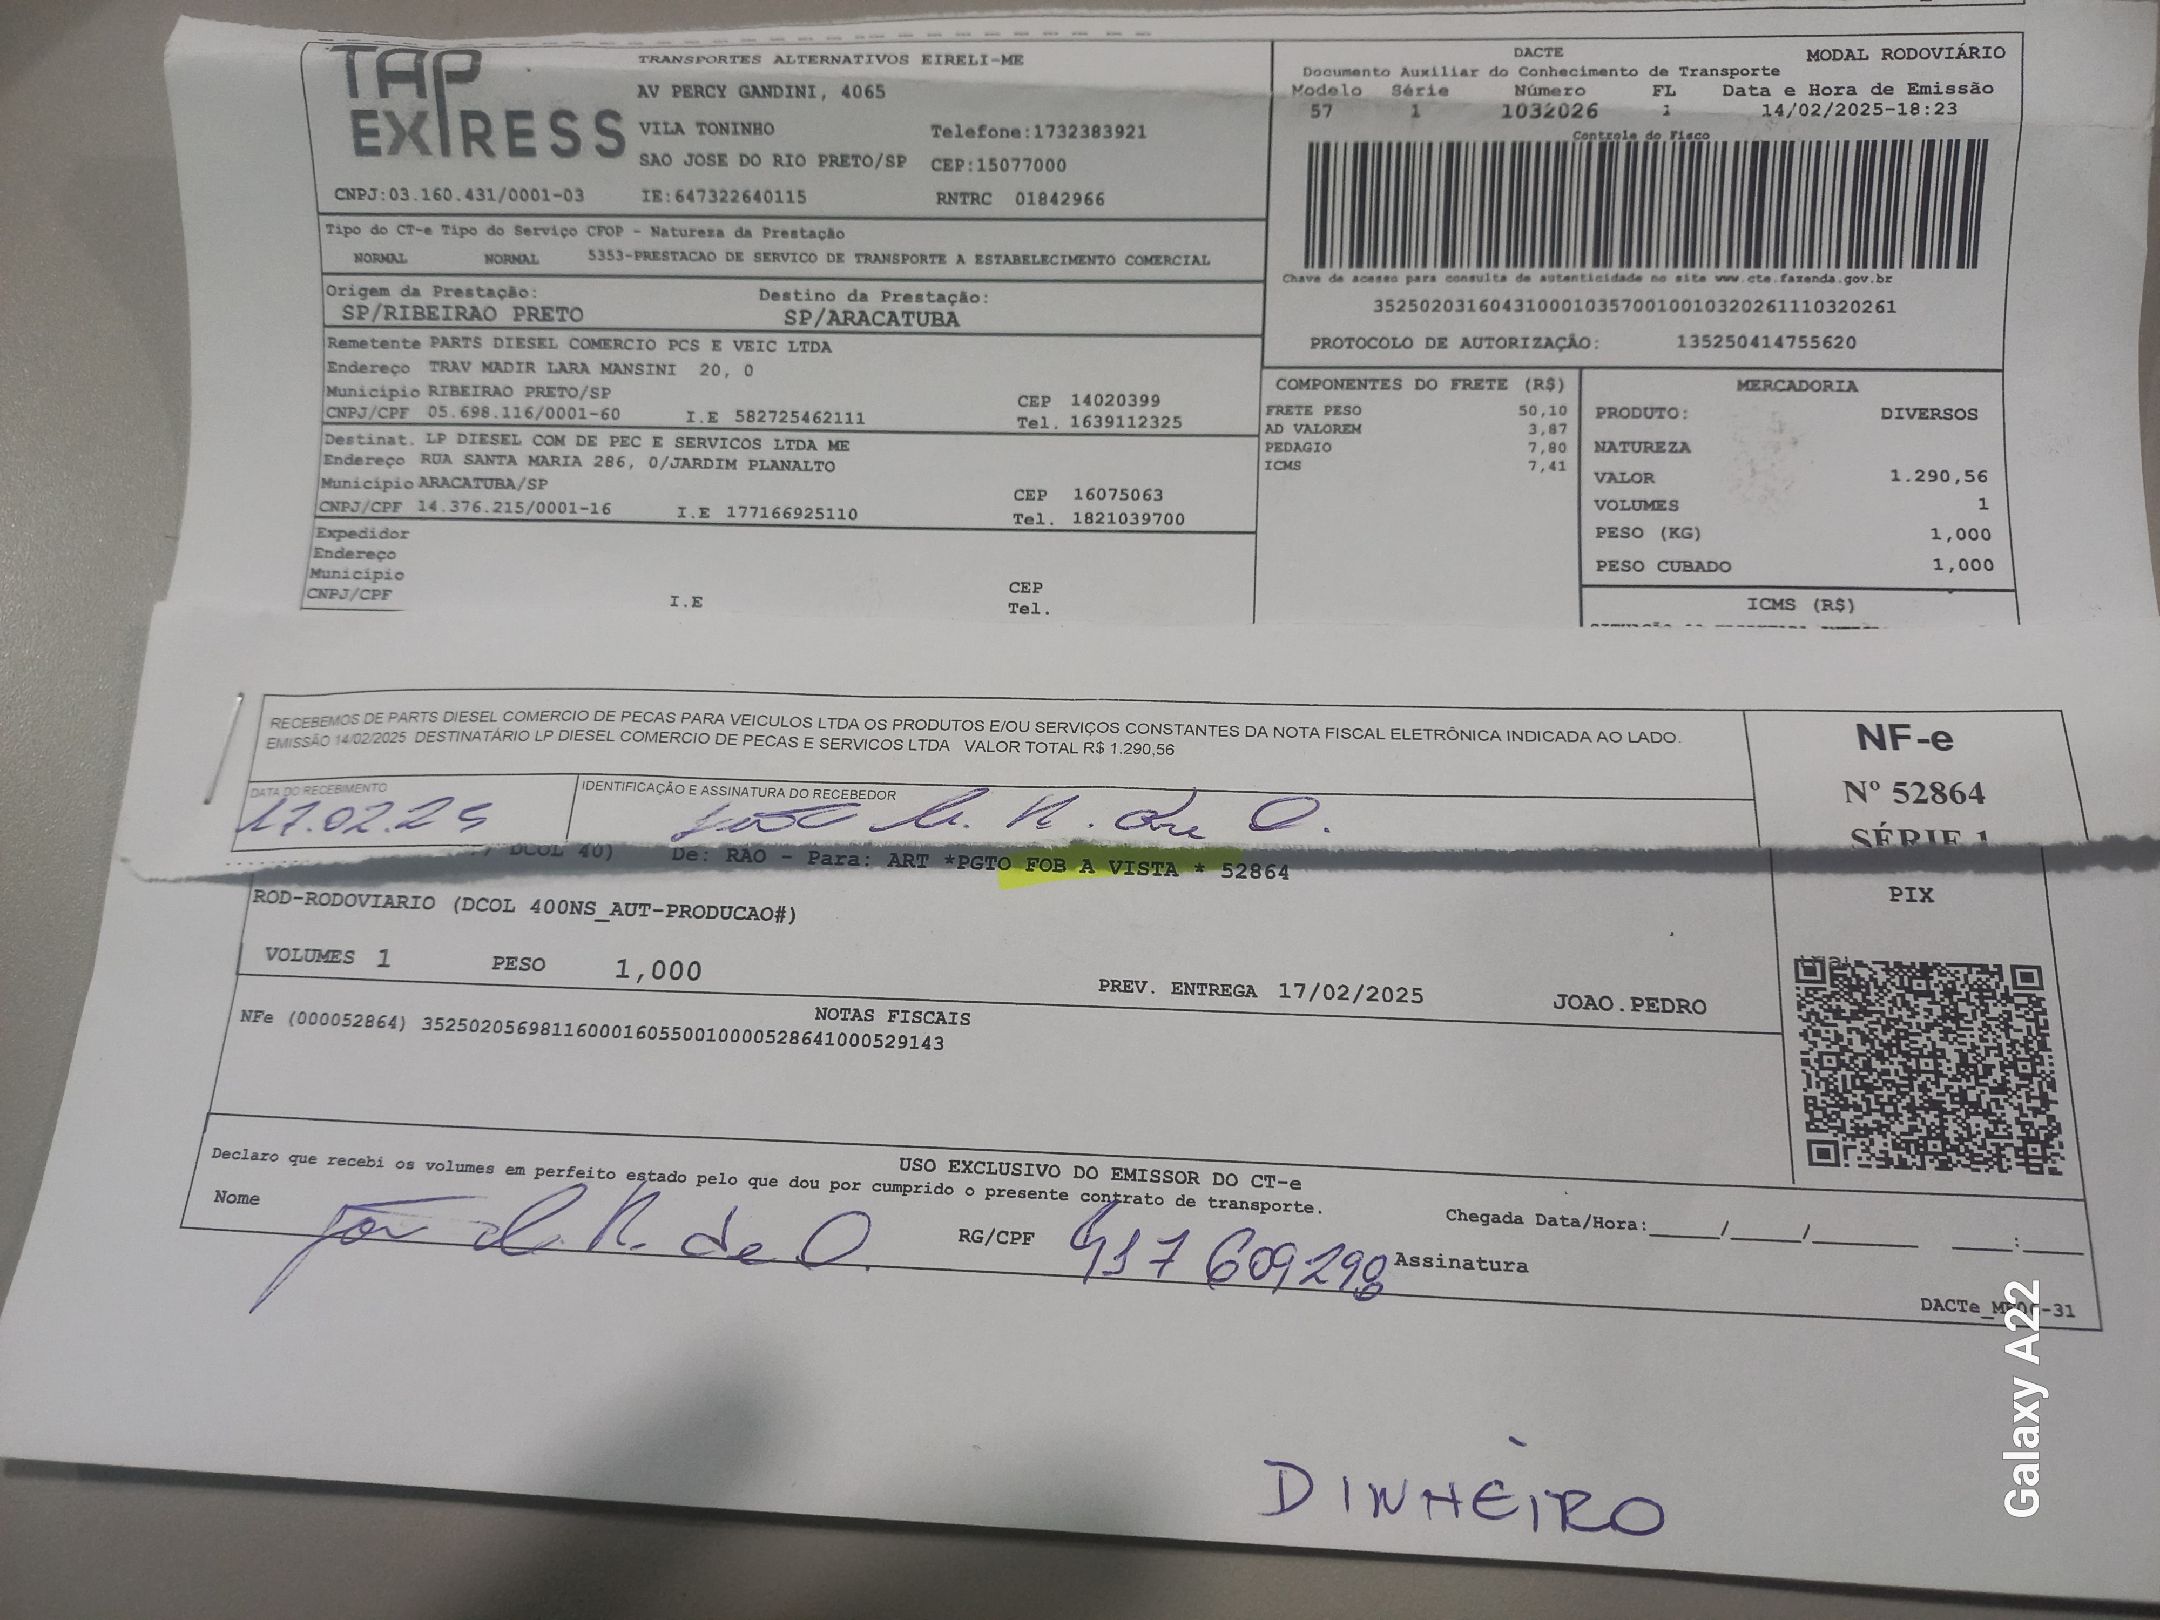 TAP EXPRESS
TRANSPORTES ALTERNATIVOS EIRELI-ME
AV PERCY GANDINI, 4065
VILA TONINHO Telefone:1732383921
SAO JOSE DO RIO PRETO/SP CEP:15077000
CNPJ:03.160.431/0001-03 IE:647322640115 RNTRC 01842966
DACTE MODAL RODOVIÁRIO
Documento Auxiliar do Conhecimento de Transporte
Modelo Série Número FL Data e Hora de Emissão
57 1 1032026 1 14/02/2025-18:23
Controle do Fisco
Chave de acesso para consulta de autenticidade no site www.cte.fazenda.gov.br
35250203160431000103570010010320261110320261
PROTOCOLO DE AUTORIZAÇÃO: 135250414755620
Tipo do CT-e Tipo do Serviço CFOP - Natureza da Prestação
NORMAL NORMAL 5353-PRESTACAO DE SERVICO DE TRANSPORTE A ESTABELECIMENTO COMERCIAL
Origem da Prestação: Destino da Prestação:
SP/RIBEIRAO PRETO SP/ARACATUBA
Remetente PARTS DIESEL COMERCIO PCS E VEIC LTDA
Endereço TRAV MADIR LARA MANSINI 20, 0
Município RIBEIRAO PRETO/SP CEP 14020399
CNPJ/CPF 05.698.116/0001-60 I.E 582725462111 Tel. 1639112325
Destinat. LP DIESEL COM DE PEC E SERVICOS LTDA ME
Endereço RUA SANTA MARIA 286, 0/JARDIM PLANALTO
Município ARACATUBA/SP CEP 16075063
CNPJ/CPF 14.376.215/0001-16 I.E 177166925110 Tel. 1821039700
Expedidor
Endereço
Município CEP
CNPJ/CPF I.E Tel.
COMPONENTES DO FRETE (R$)
FRETE PESO 50,10
AD VALOREM 3,87
PEDAGIO 7,80
ICMS 7,41
MERCADORIA
PRODUTO: DIVERSOS
NATUREZA
VALOR 1.290,56
VOLUMES 1
PESO (KG) 1,000
PESO CUBADO 1,000
ICMS (R$)
RECEBEMOS DE PARTS DIESEL COMERCIO DE PECAS PARA VEICULOS LTDA OS PRODUTOS E/OU SERVIÇOS CONSTANTES DA NOTA FISCAL ELETRÔNICA INDICADA AO LADO.
EMISSÃO 14/02/2025 DESTINATÁRIO LP DIESEL COMERCIO DE PECAS E SERVICOS LTDA VALOR TOTAL R$ 1.290,56
DATA DO RECEBIMENTO IDENTIFICAÇÃO E ASSINATURA DO RECEBEDOR
17.02.25
NF-e
Nº 52864
SÉRIE 1
DCOL 40) De: RAO - Para: ART *PGTO FOB A VISTA * 52864
ROD-RODOVIARIO (DCOL 400NS_AUT-PRODUCAO#)
PIX
VOLUMES 1 PESO 1,000 PREV. ENTREGA 17/02/2025 JOAO.PEDRO
NOTAS FISCAIS
NFe (000052864) 35250205698116000160550010000528641000529143
USO EXCLUSIVO DO EMISSOR DO CT-e
Declaro que recebi os volumes em perfeito estado pelo que dou por cumprido o presente contrato de transporte.
Nome RG/CPF 417609298 Assinatura
Chegada Data/Hora:_____/_____/_______ ____:____
DINHEIRO
Galaxy A22